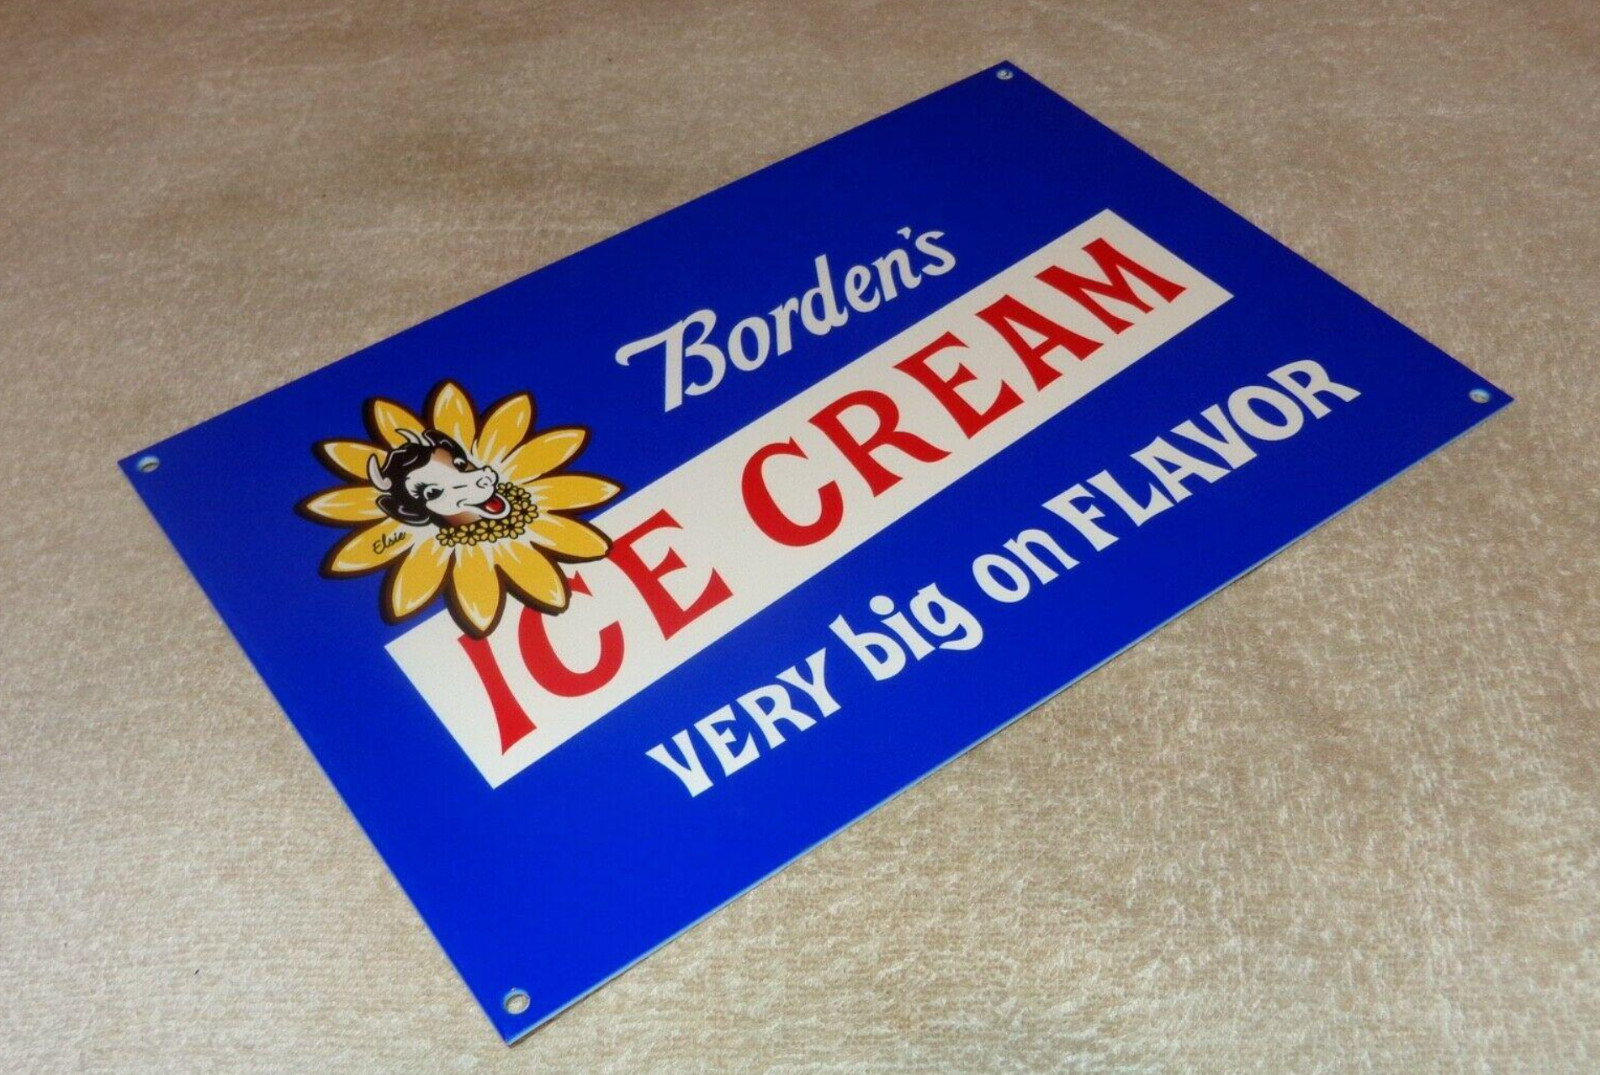 Borden's
Elsie
ICE CREAM
VERY big on FLAVOR